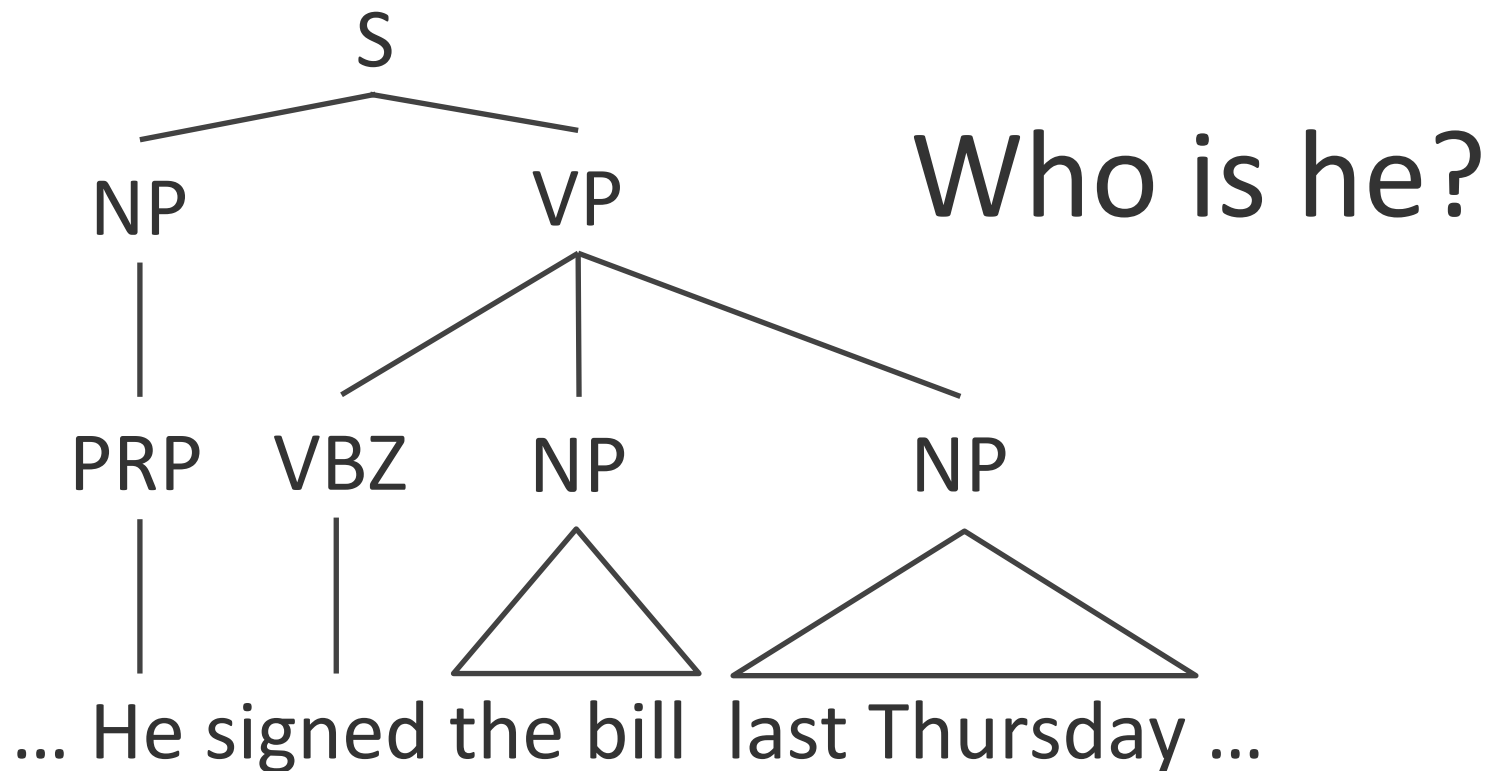 S
NP VP
Who is he?
PRP VBZ NP NP
... He signed the bill last Thursday ...